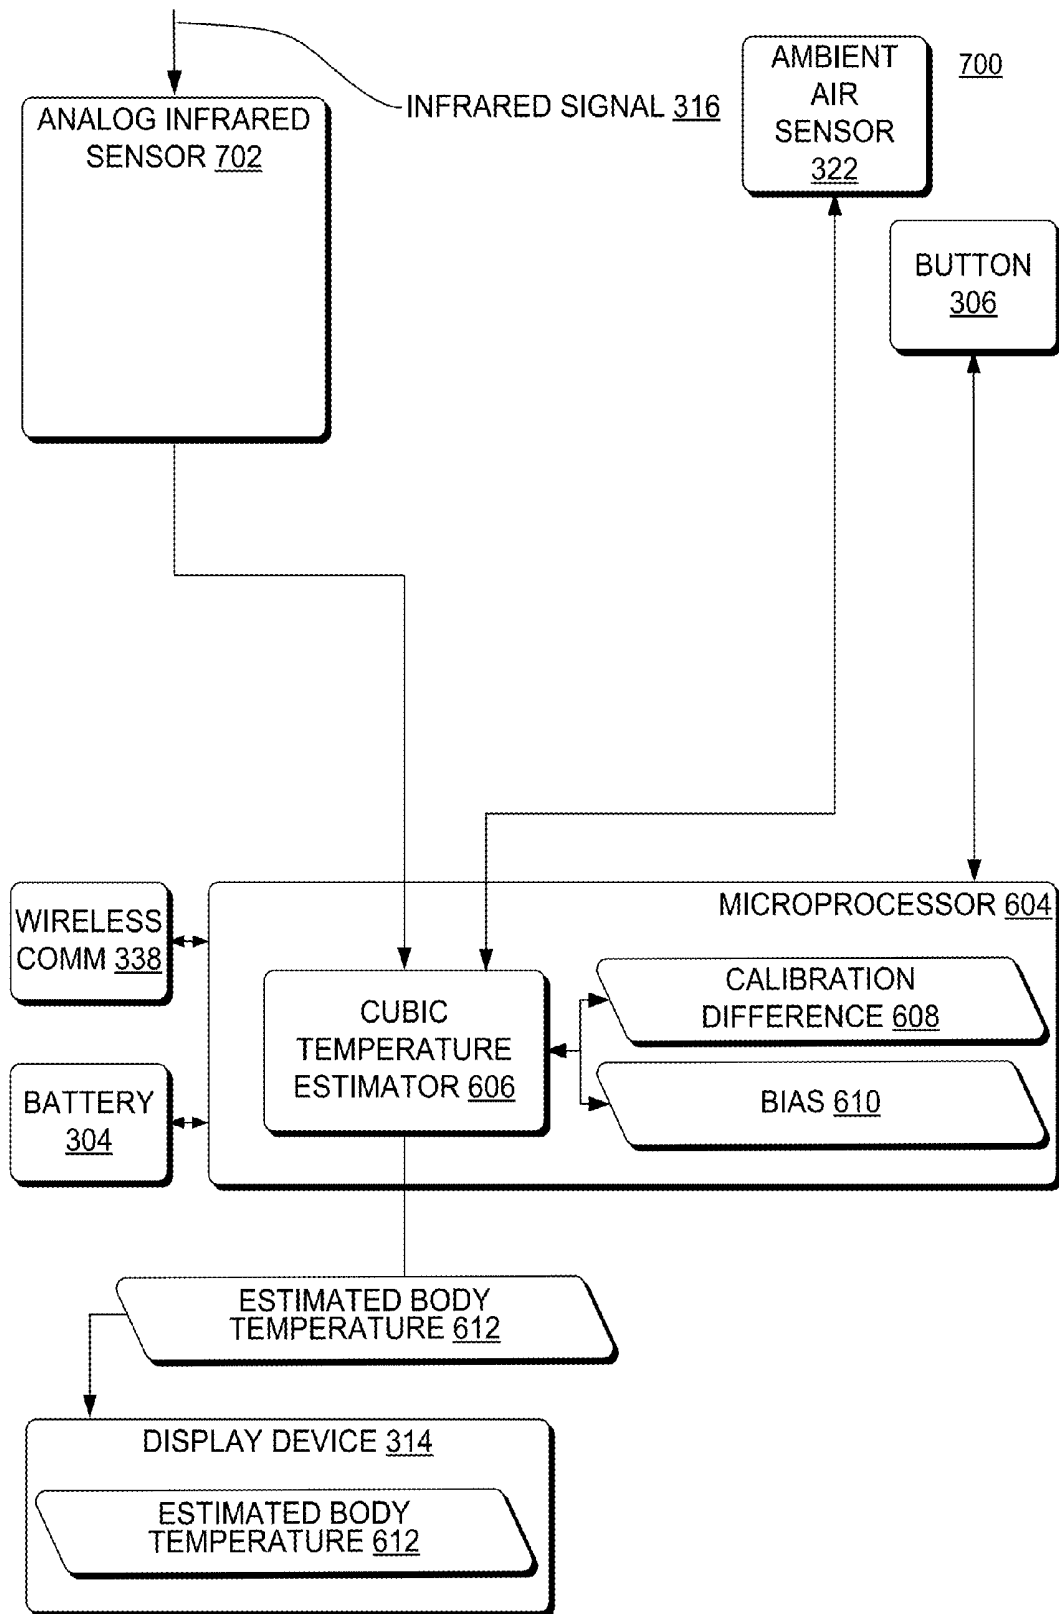 ANALOG INFRARED
SENSOR 702
INFRARED SIGNAL 316
AMBIENT
AIR
SENSOR
322
700
BUTTON
306
WIRELESS
COMM 338
BATTERY
304
MICROPROCESSOR 604
CUBIC
TEMPERATURE
ESTIMATOR 606
CALIBRATION
DIFFERENCE 608
BIAS 610
ESTIMATED BODY
TEMPERATURE 612
DISPLAY DEVICE 314
ESTIMATED BODY
TEMPERATURE 612